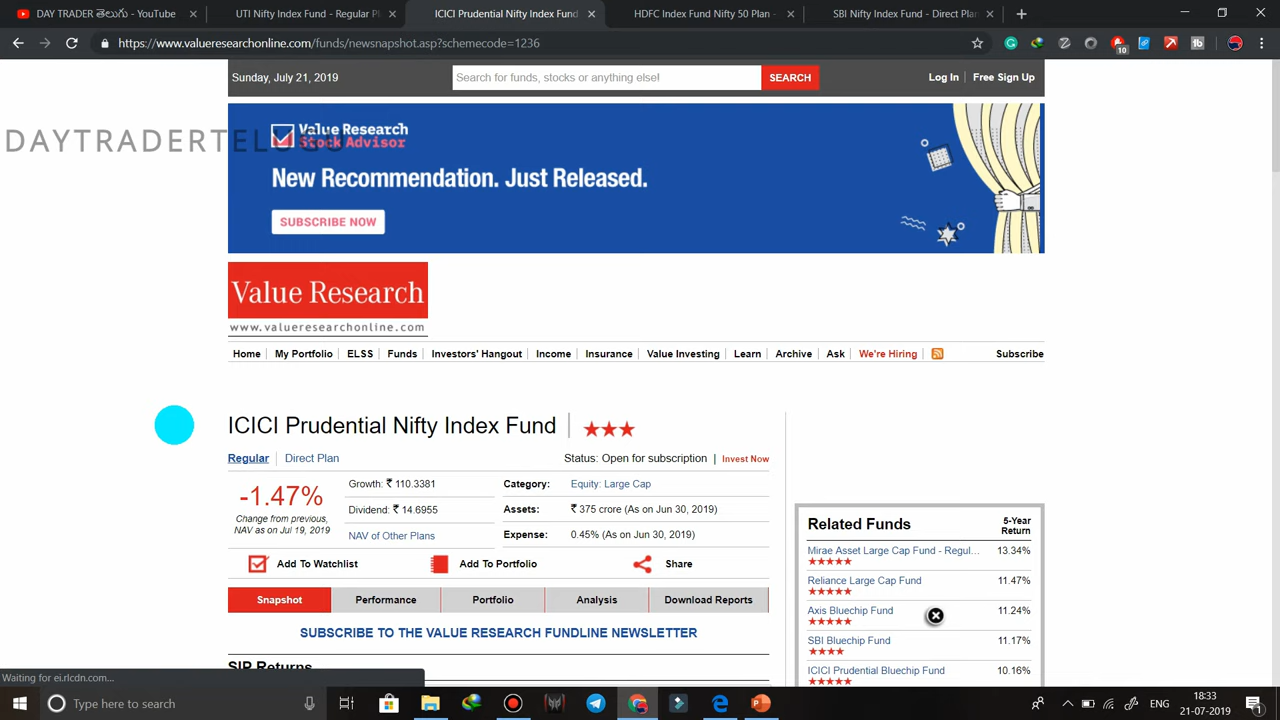 DAY TRADER తెలుగు - YouTube
UTI Nifty Index Fund - Regular Pl
ICICI Prudential Nifty Index Fund
HDFC Index Fund Nifty 50 Plan -
SBI Nifty Index Fund - Direct Plan
https://www.valueresearchonline.com/funds/newsnapshot.asp?schemecode=1236
10
Sunday, July 21, 2019
Search for funds, stocks or anything else!
SEARCH
Log In
Free Sign Up
DAYTRADERTELUGU
Value Research
Stock Advisor
New Recommendation. Just Released.
SUBSCRIBE NOW
Value Research
www.valueresearchonline.com
Home
My Portfolio
ELSS
Funds
Investors' Hangout
Income
Insurance
Value Investing
Learn
Archive
Ask
We're Hiring
Subscribe
ICICI Prudential Nifty Index Fund
Regular
Direct Plan
Status: Open for subscription | Invest Now
-1.47%
Change from previous,
NAV as on Jul 19, 2019
Growth: ₹ 110.3381
Dividend: ₹ 14.6955
NAV of Other Plans
Category: Equity: Large Cap
Assets: ₹ 375 crore (As on Jun 30, 2019)
Expense: 0.45% (As on Jun 30, 2019)
Add To Watchlist
Add To Portfolio
Share
Snapshot
Performance
Portfolio
Analysis
Download Reports
SUBSCRIBE TO THE VALUE RESEARCH FUNDLINE NEWSLETTER
SIP Returns
Related Funds
5-Year
Return
Mirae Asset Large Cap Fund - Regul... 13.34%
Reliance Large Cap Fund 11.47%
Axis Bluechip Fund 11.24%
SBI Bluechip Fund 11.17%
ICICI Prudential Bluechip Fund 10.16%
Waiting for ei.rlcdn.com...
Type here to search
ENG
18:33
21-07-2019
1